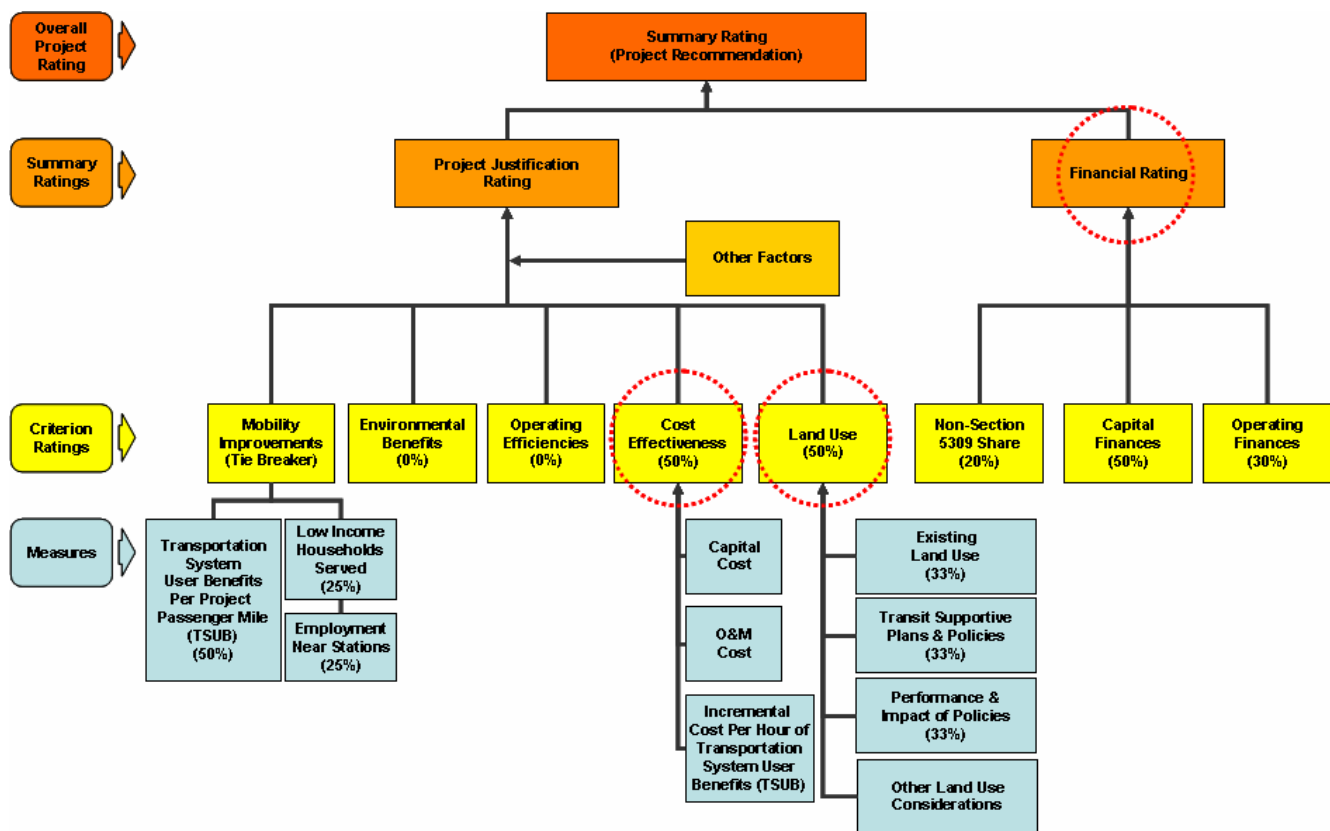 Overall
Project
Rating
Summary Rating
(Project Recommendation)
Summary
Ratings
Project Justification
Rating
Financial Rating
Other Factors
Criterion
Ratings
Mobility
Improvements
(Tie Breaker)
Environmental
Benefits
(0%)
Operating
Efficiencies
(0%)
Cost
Effectiveness
(50%)
Land Use
(50%)
Non-Section
5309 Share
(20%)
Capital
Finances
(50%)
Operating
Finances
(30%)
Measures
Transportation
System
User Benefits
Per Project
Passenger Mile
(TSUB)
(50%)
Low Income
Households
Served
(25%)
Employment
Near Stations
(25%)
Capital
Cost
O&M
Cost
Incremental
Cost Per Hour of
Transportation
System User
Benefits (TSUB)
Existing
Land Use
(33%)
Transit Supportive
Plans & Policies
(33%)
Performance &
Impact of Policies
(33%)
Other Land Use
Considerations